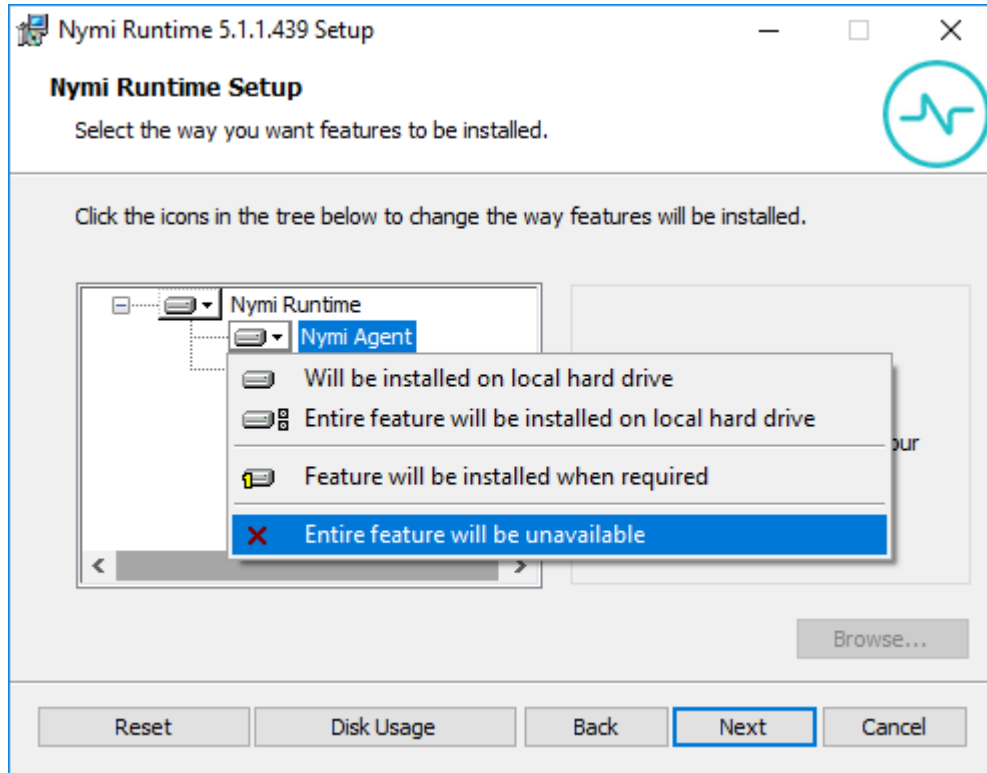 Nymi Runtime 5.1.1.439 Setup
Nymi Runtime Setup
Select the way you want features to be installed.
Click the icons in the tree below to change the way features will be installed.
Nymi Runtime
Nymi Agent
Will be installed on local hard drive
Entire feature will be installed on local hard drive
Feature will be installed when required
Entire feature will be unavailable
Browse...
Reset Disk Usage Back Next Cancel